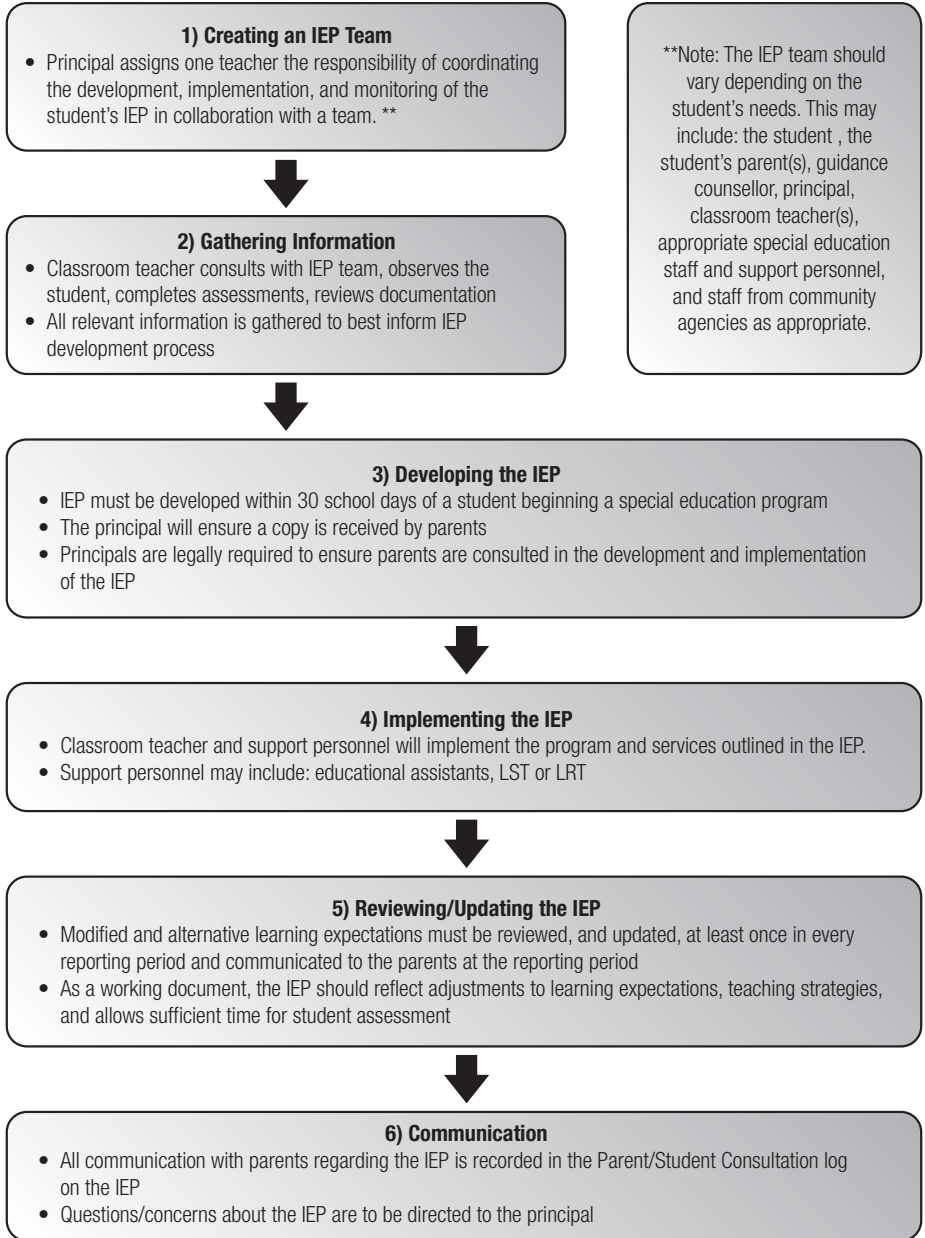 1) Creating an IEP Team
• Principal assigns one teacher the responsibility of coordinating
the development, implementation, and monitoring of the
student's IEP in collaboration with a team. **
**Note: The IEP team should
vary depending on the
student's needs. This may
include: the student , the
student's parent(s), guidance
counsellor, principal,
classroom teacher(s),
appropriate special education
staff and support personnel,
and staff from community
agencies as appropriate.
2) Gathering Information
• Classroom teacher consults with IEP team, observes the
student, completes assessments, reviews documentation
• All relevant information is gathered to best inform IEP
development process
3) Developing the IEP
• IEP must be developed within 30 school days of a student beginning a special education program
• The principal will ensure a copy is received by parents
• Principals are legally required to ensure parents are consulted in the development and implementation
of the IEP
4) Implementing the IEP
• Classroom teacher and support personnel will implement the program and services outlined in the IEP.
• Support personnel may include: educational assistants, LST or LRT
5) Reviewing/Updating the IEP
• Modified and alternative learning expectations must be reviewed, and updated, at least once in every
reporting period and communicated to the parents at the reporting period
• As a working document, the IEP should reflect adjustments to learning expectations, teaching strategies,
and allows sufficient time for student assessment
6) Communication
• All communication with parents regarding the IEP is recorded in the Parent/Student Consultation log
on the IEP
• Questions/concerns about the IEP are to be directed to the principal